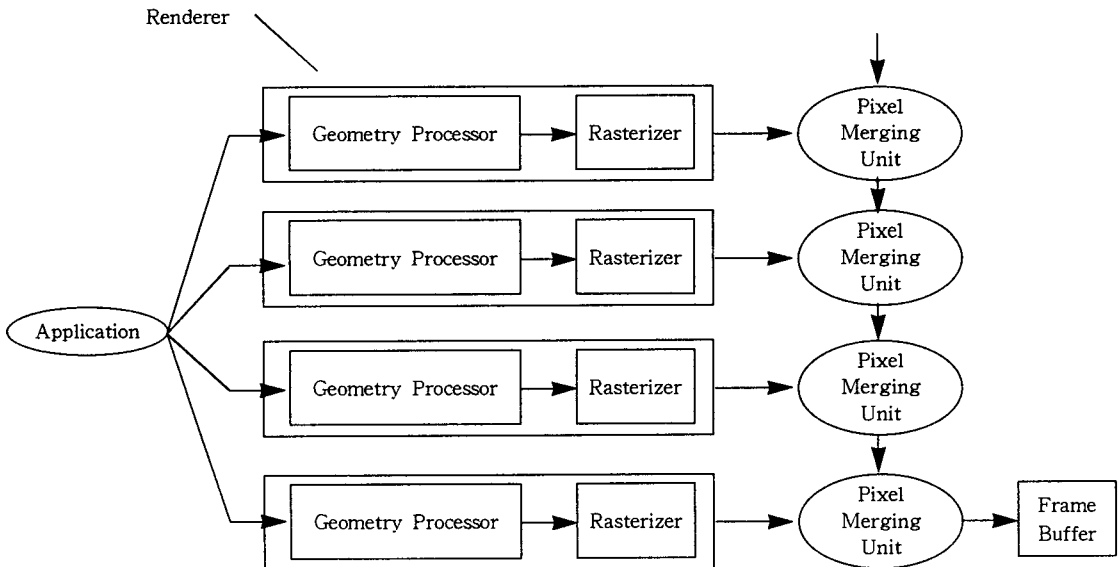 Renderer
Geometry Processor
Rasterizer
Pixel
Merging
Unit
Geometry Processor
Rasterizer
Pixel
Merging
Unit
Application
Geometry Processor
Rasterizer
Pixel
Merging
Unit
Geometry Processor
Rasterizer
Pixel
Merging
Unit
Frame
Buffer